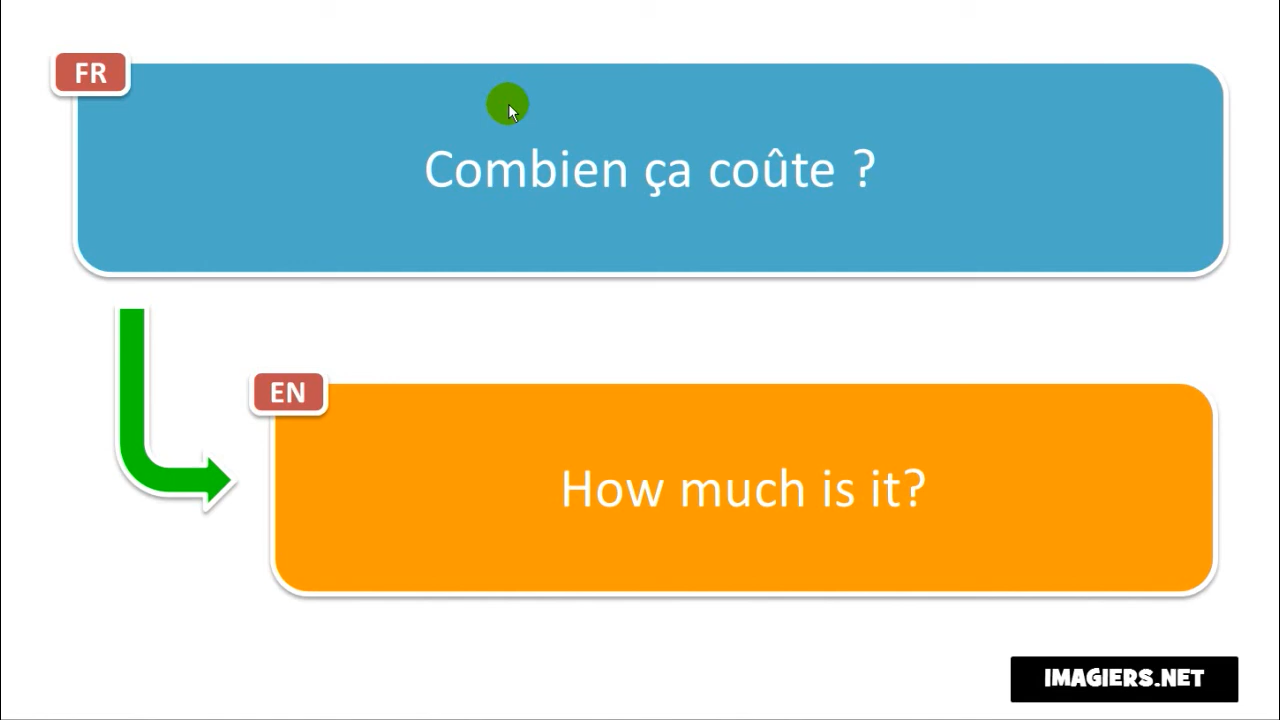 FR
Combien ça coûte ?
EN
How much is it?
IMAGIERS.NET